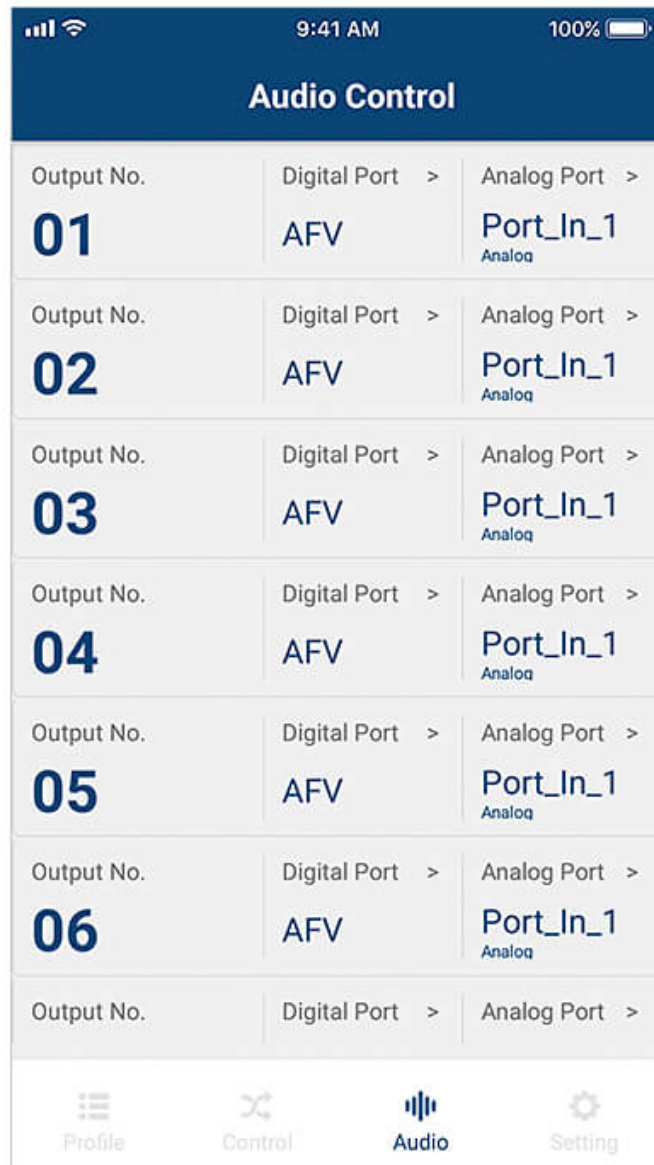 9:41 AM 100%
Audio Control
Output No. Digital Port > Analog Port >
01 AFV Port_In_1
Analog
Output No. Digital Port > Analog Port >
02 AFV Port_In_1
Analog
Output No. Digital Port > Analog Port >
03 AFV Port_In_1
Analog
Output No. Digital Port > Analog Port >
04 AFV Port_In_1
Analog
Output No. Digital Port > Analog Port >
05 AFV Port_In_1
Analog
Output No. Digital Port > Analog Port >
06 AFV Port_In_1
Analog
Output No. Digital Port > Analog Port >
Profile Control Audio Setting